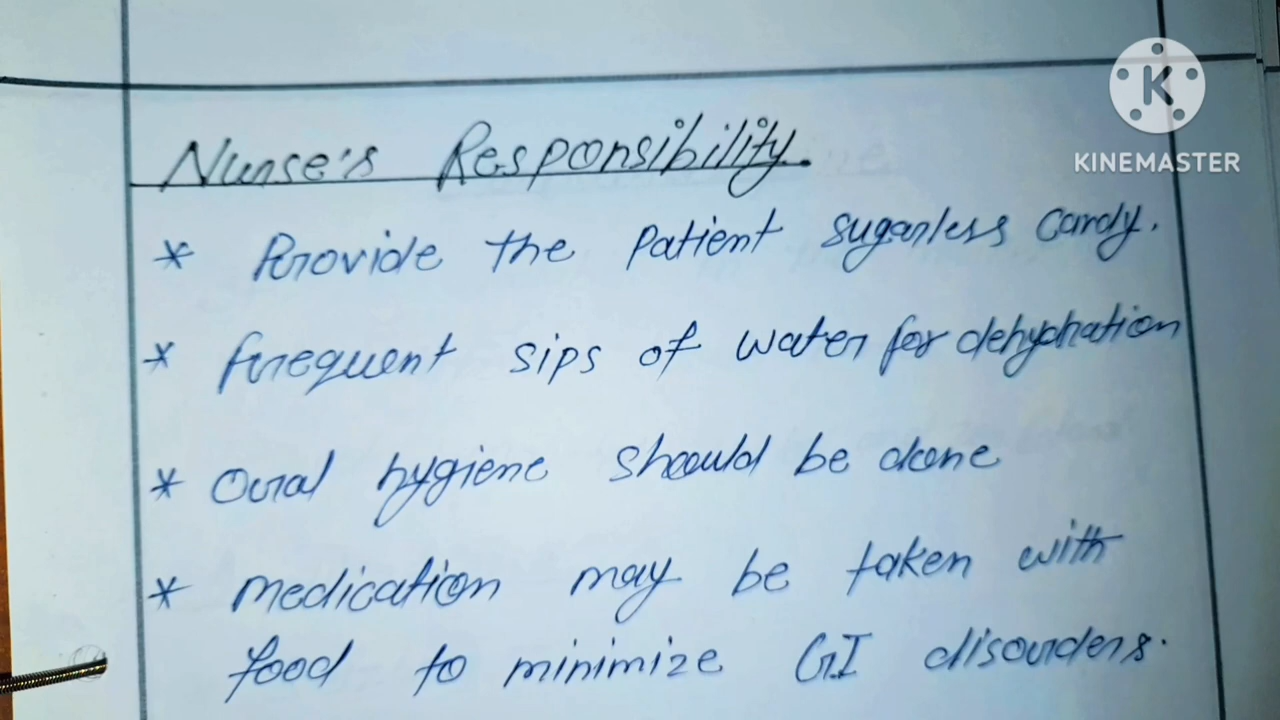 K
KINEMASTER
Nurse's Responsibility.
* Provide the Patient sugarless candy.
* frequent sips of water for dehydration
* Oral hygiene should be done
* medication may be taken with
food to minimize G.I disorders.